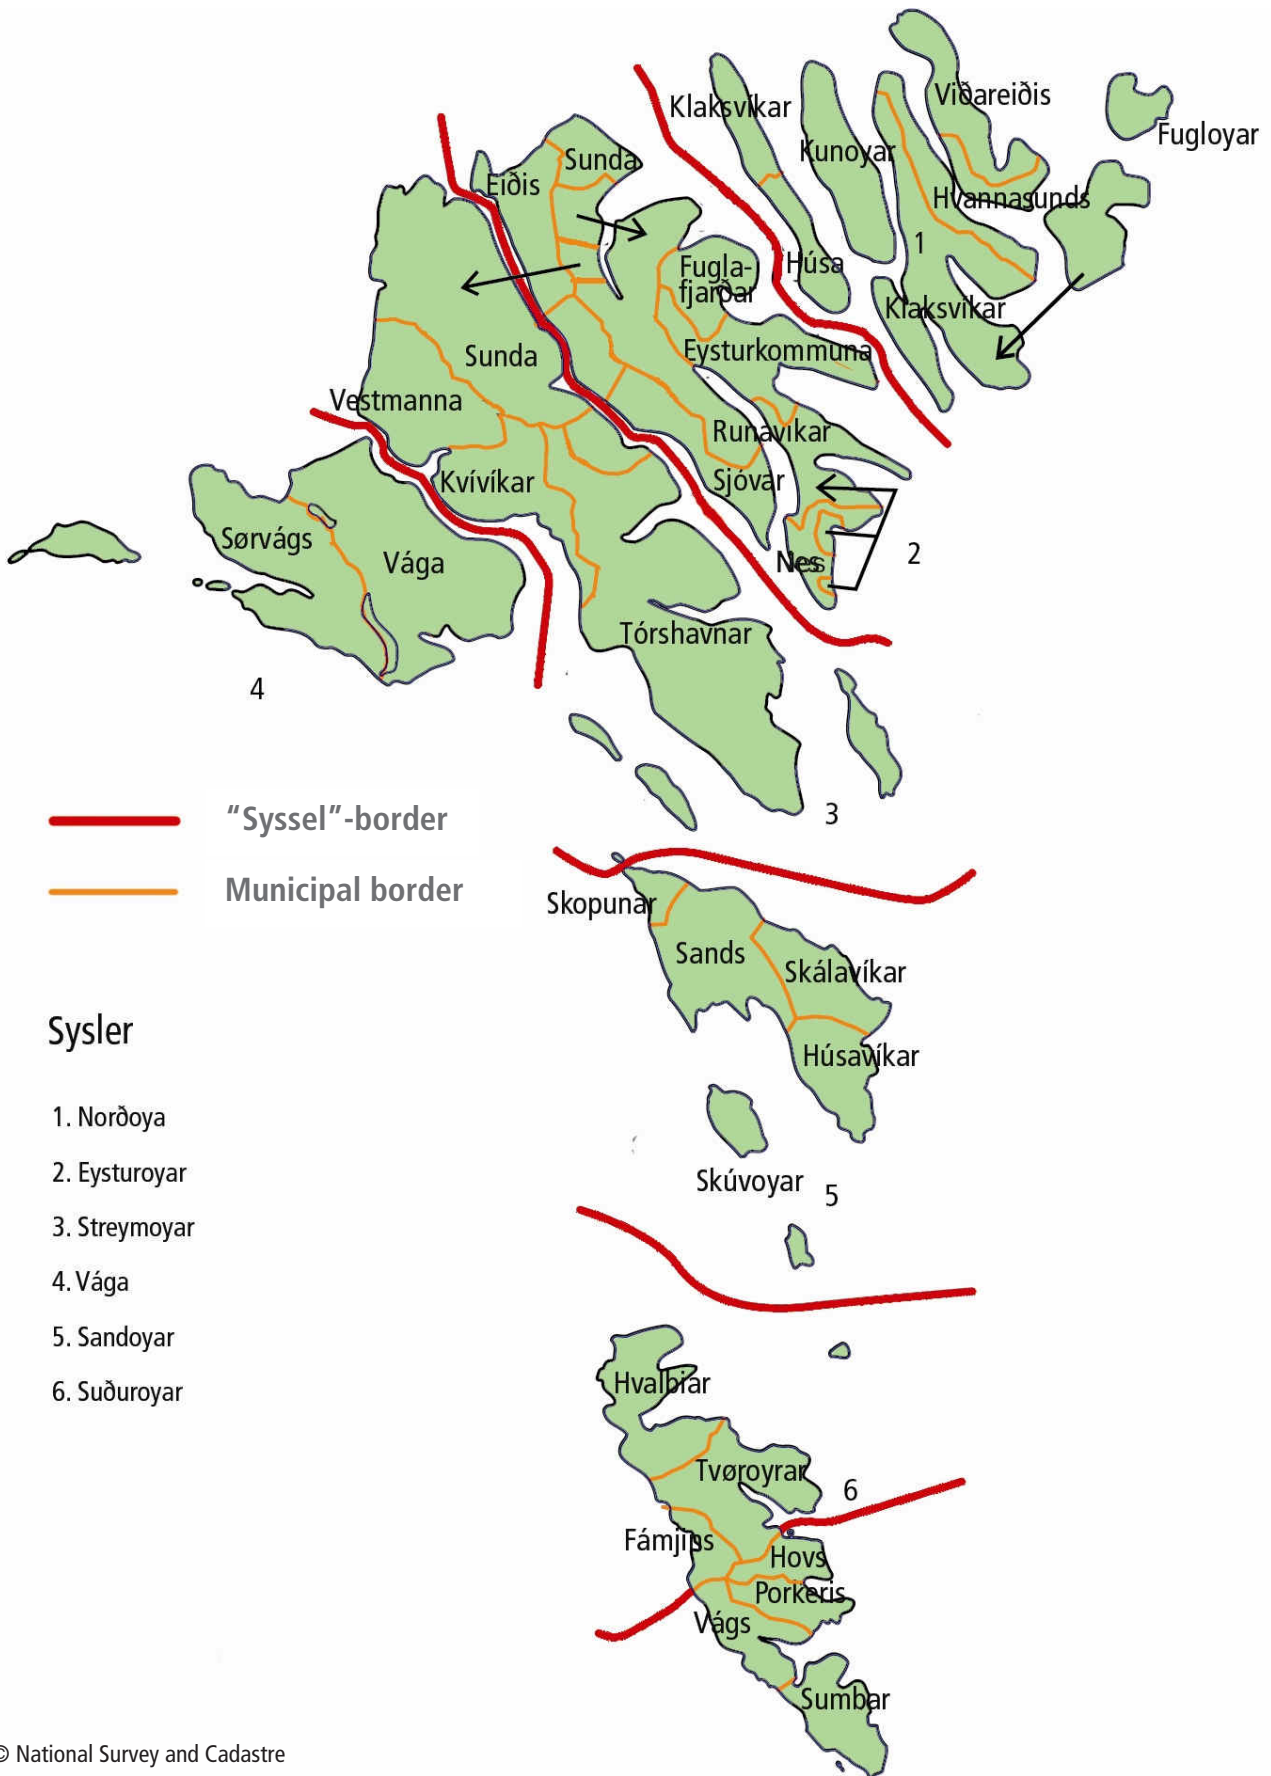 Klaksvíkar
Viðareiðis
Fugloyar
Sunda
Kunoyar
Eiðis
Hvannasunds
1
Fugla-
fjarðar
Húsa
Klaksvíkar
Sunda
Eysturkommuna
Vestmanna
Runavíkar
Kvívíkar
Sjóvar
Sørvágs
Vága
Nes
2
Tórshavnar
4
3
"Syssel"-border
Municipal border
Skopunar
Sands
Skálavíkar
Húsavíkar
Skúvoyar
5
Sysler
1. Norðoya
2. Eysturoyar
3. Streymoyar
4. Vága
5. Sandoyar
6. Suðuroyar
Hvalbiar
Tvøroyrar
6
Fámjins
Hovs
Porkeris
Vágs
Sumbar
© National Survey and Cadastre